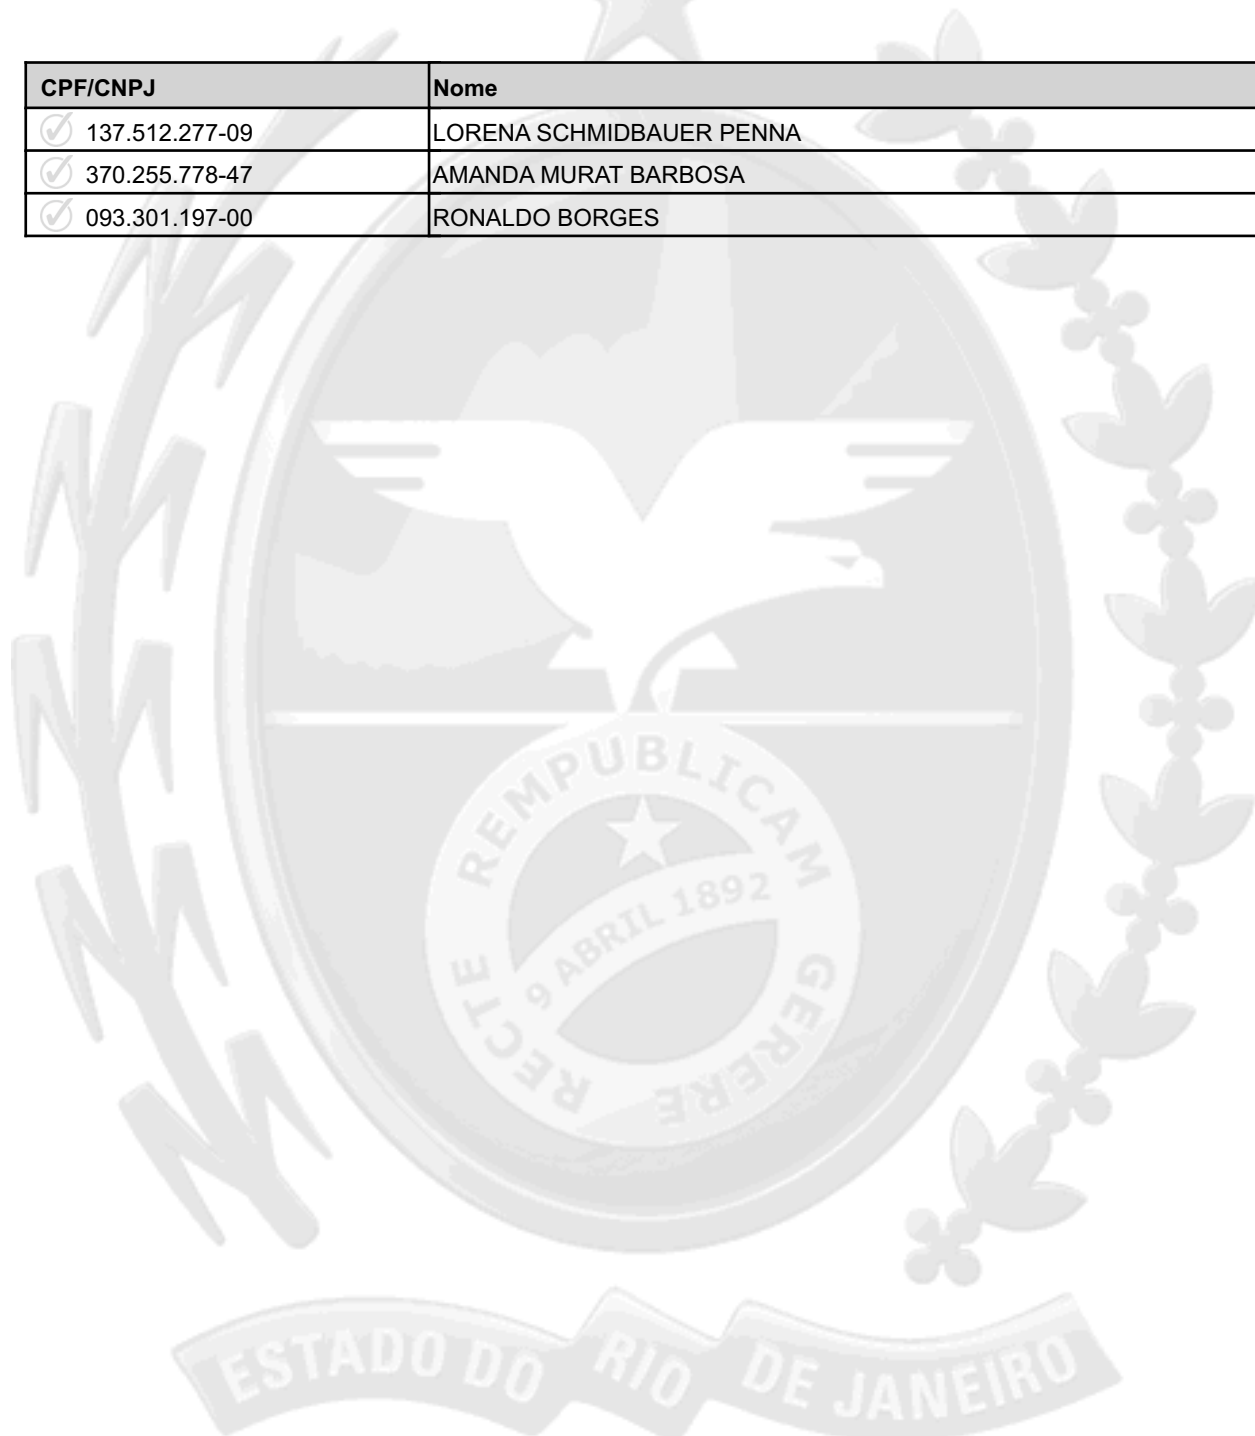 CPF/CNPJ Nome
137.512.277-09 LORENA SCHMIDBAUER PENNA
370.255.778-47 AMANDA MURAT BARBOSA
093.301.197-00 RONALDO BORGES
RECTE REMPUBLICAM GERERE
9 ABRIL 1892
ESTADO DO RIO DE JANEIRO